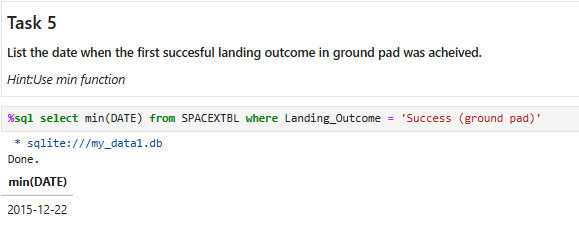 Task 5
List the date when the first succesful landing outcome in ground pad was acheived.
Hint:Use min function
%sql select min(DATE) from SPACEXTBL where Landing_Outcome = 'Success (ground pad)'
* sqlite:///my_data1.db
Done.
min(DATE)
2015-12-22